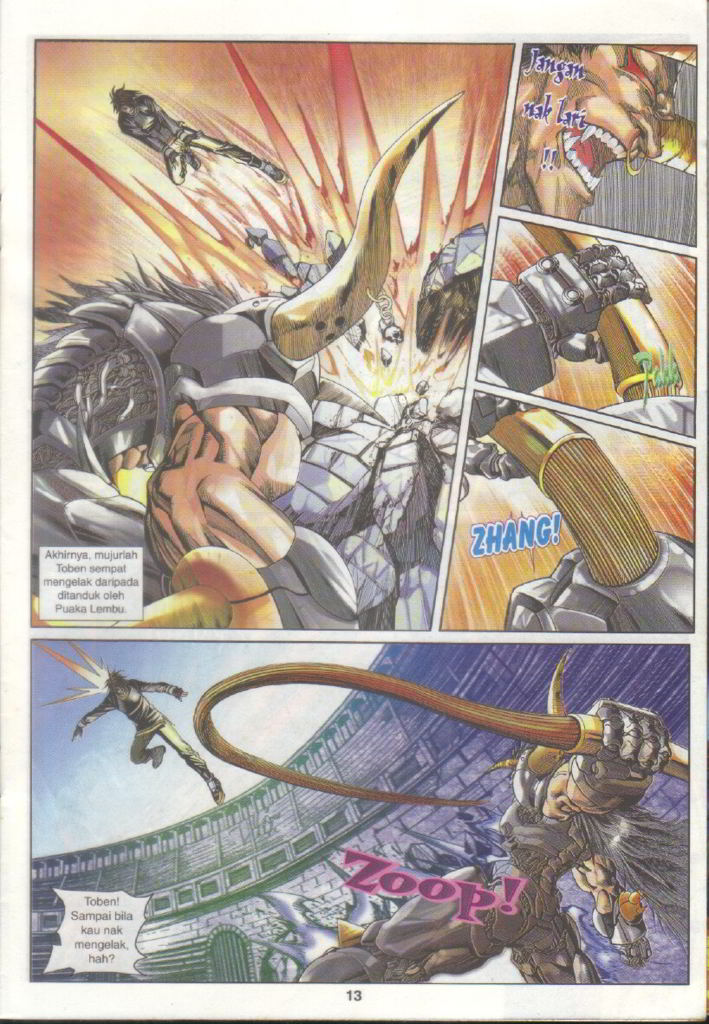 Jangan
nak lari
!!
Pakk
ZHANG!
Akhirnya, mujurlah
Toben sempat
mengelak daripada
ditanduk oleh
Puaka Lembu.
Zoop!
Toben!
Sampai bila
kau nak
mengelak,
hah?
13